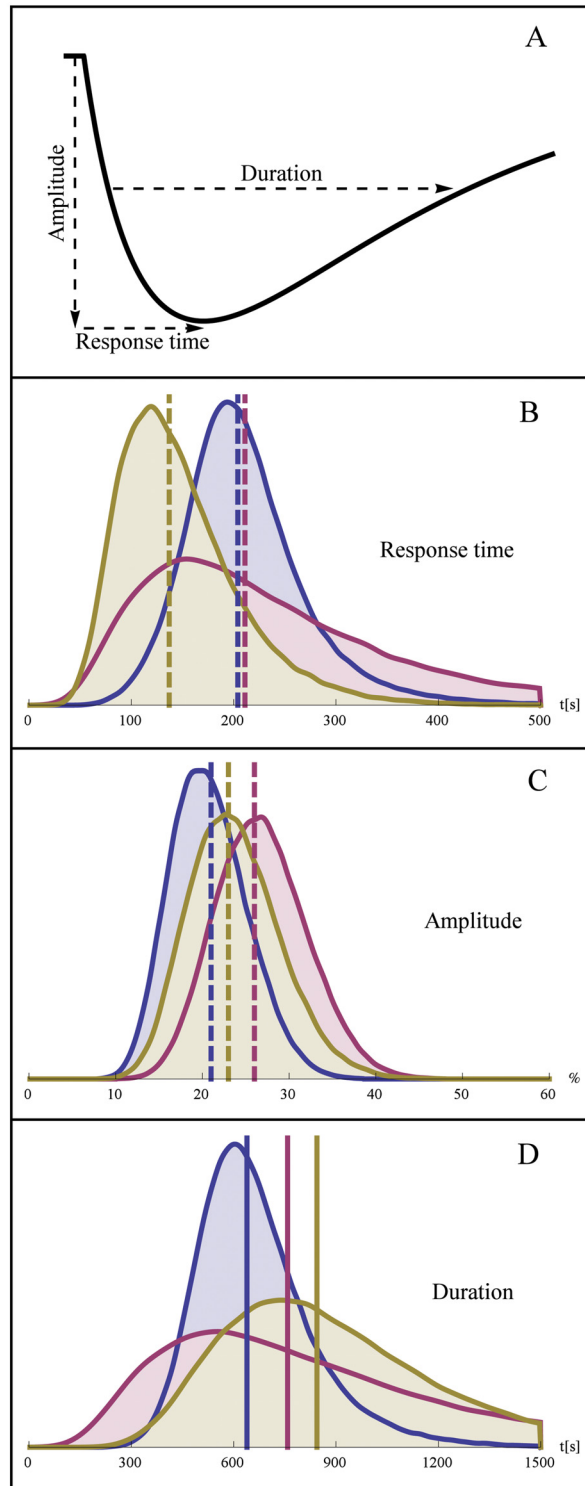 A
Amplitude
Duration
Response time
B
Response time
0 100 200 300 400 500 t[s]
C
Amplitude
0 10 20 30 40 50 60 %
D
Duration
0 300 600 900 1200 1500 t[s]